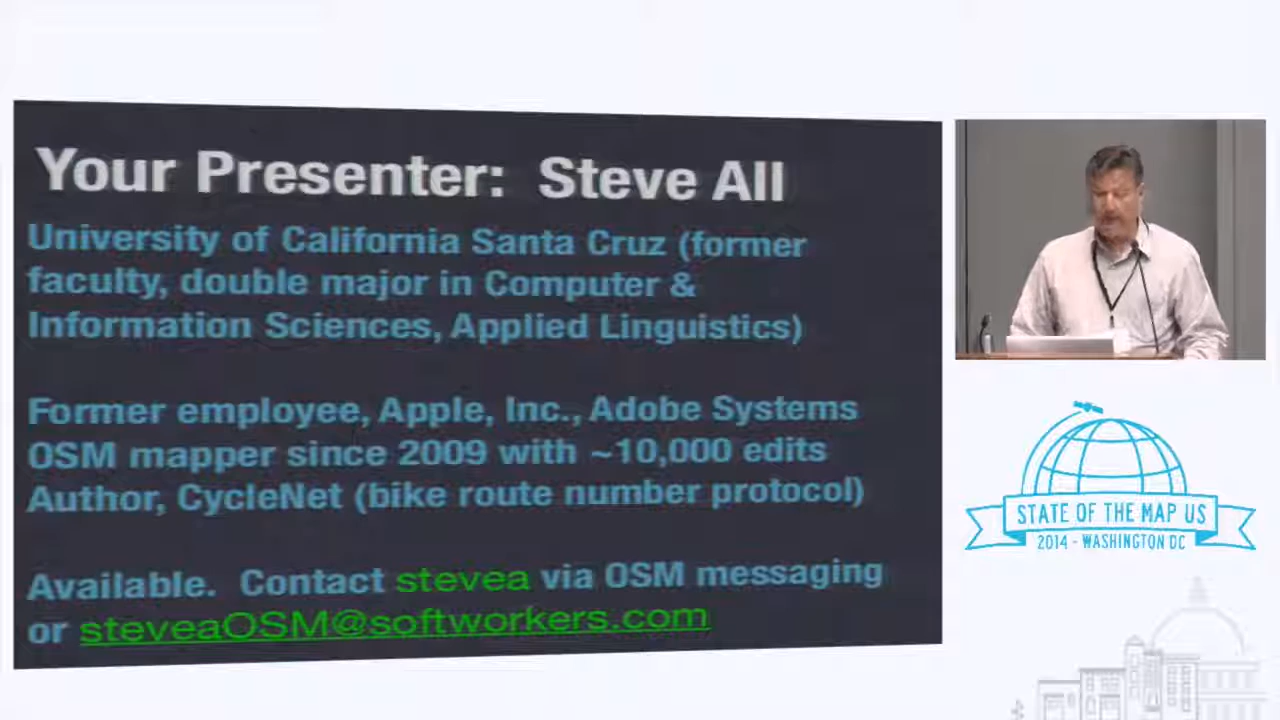 Your Presenter: Steve All
University of California Santa Cruz (former
faculty, double major in Computer &
Information Sciences, Applied Linguistics)
Former employee, Apple, Inc., Adobe Systems
OSM mapper since 2009 with ~10,000 edits
Author, CycleNet (bike route number protocol)
Available. Contact stevea via OSM messaging
or steveaOSM@softworkers.com
STATE OF THE MAP US
2014 - WASHINGTON DC